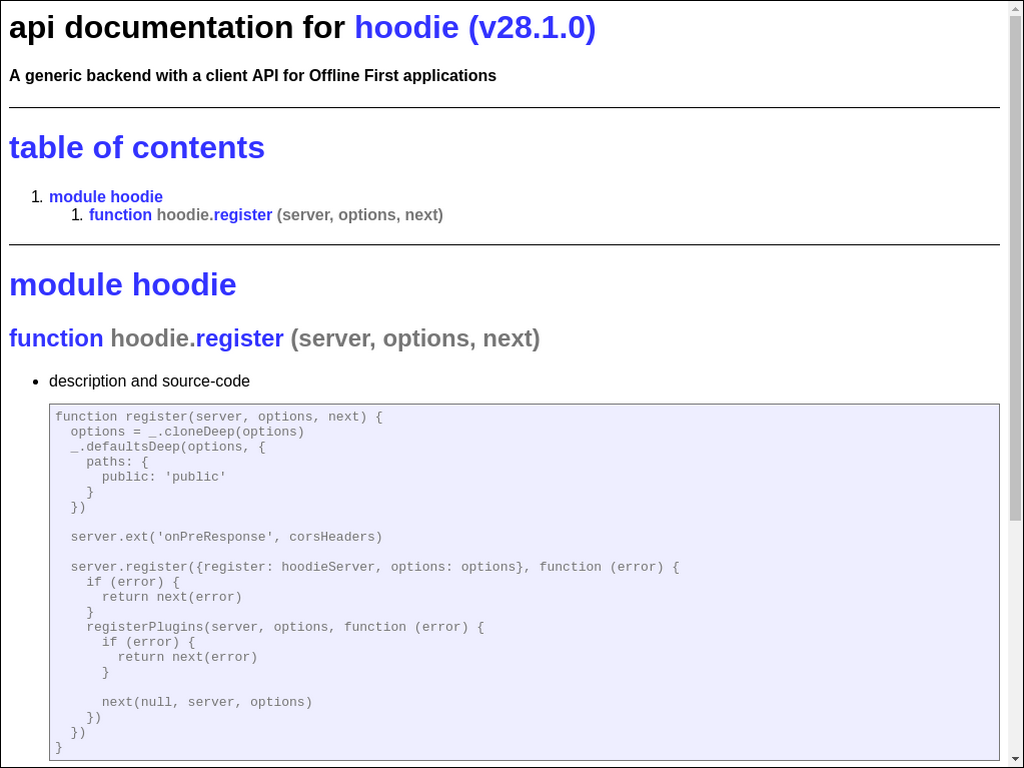 api documentation for hoodie (v28.1.0)
A generic backend with a client API for Offline First applications
table of contents
1. module hoodie
1. function hoodie.register (server, options, next)
module hoodie
function hoodie.register (server, options, next)
• description and source-code
function register(server, options, next) {
  options = _.cloneDeep(options)
  _.defaultsDeep(options, {
    paths: {
      public: 'public'
    }
  })

  server.ext('onPreResponse', corsHeaders)

  server.register({register: hoodieServer, options: options}, function (error) {
    if (error) {
      return next(error)
    }
    registerPlugins(server, options, function (error) {
      if (error) {
        return next(error)
      }

      next(null, server, options)
    })
  })
}